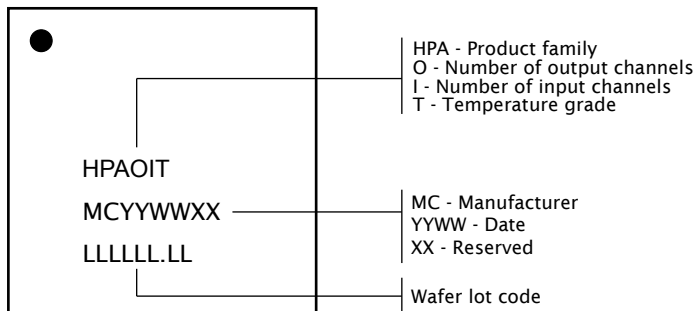 HPA - Product family
O - Number of output channels
I - Number of input channels
T - Temperature grade
HPAOIT
MCYYWWXX
MC - Manufacturer
YYWW - Date
XX - Reserved
LLLLLL.LL
Wafer lot code